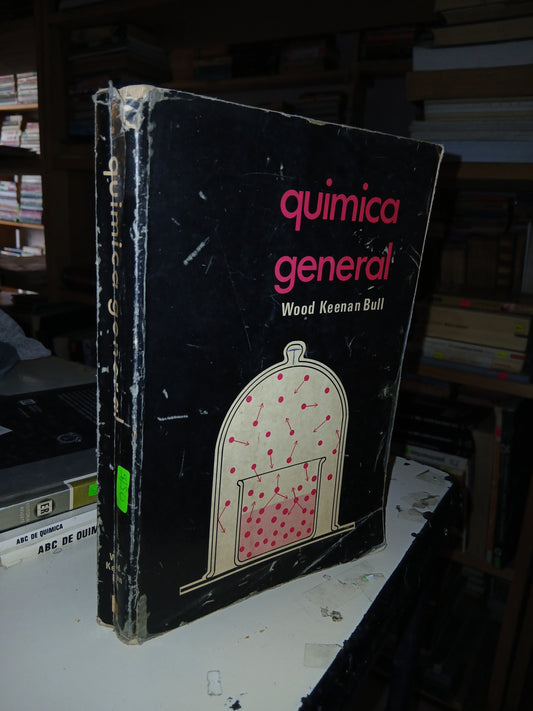 quimica
general
Wood Keenan Bull
quimica general
ABC DE QUIMICA
ABC DE QUIM